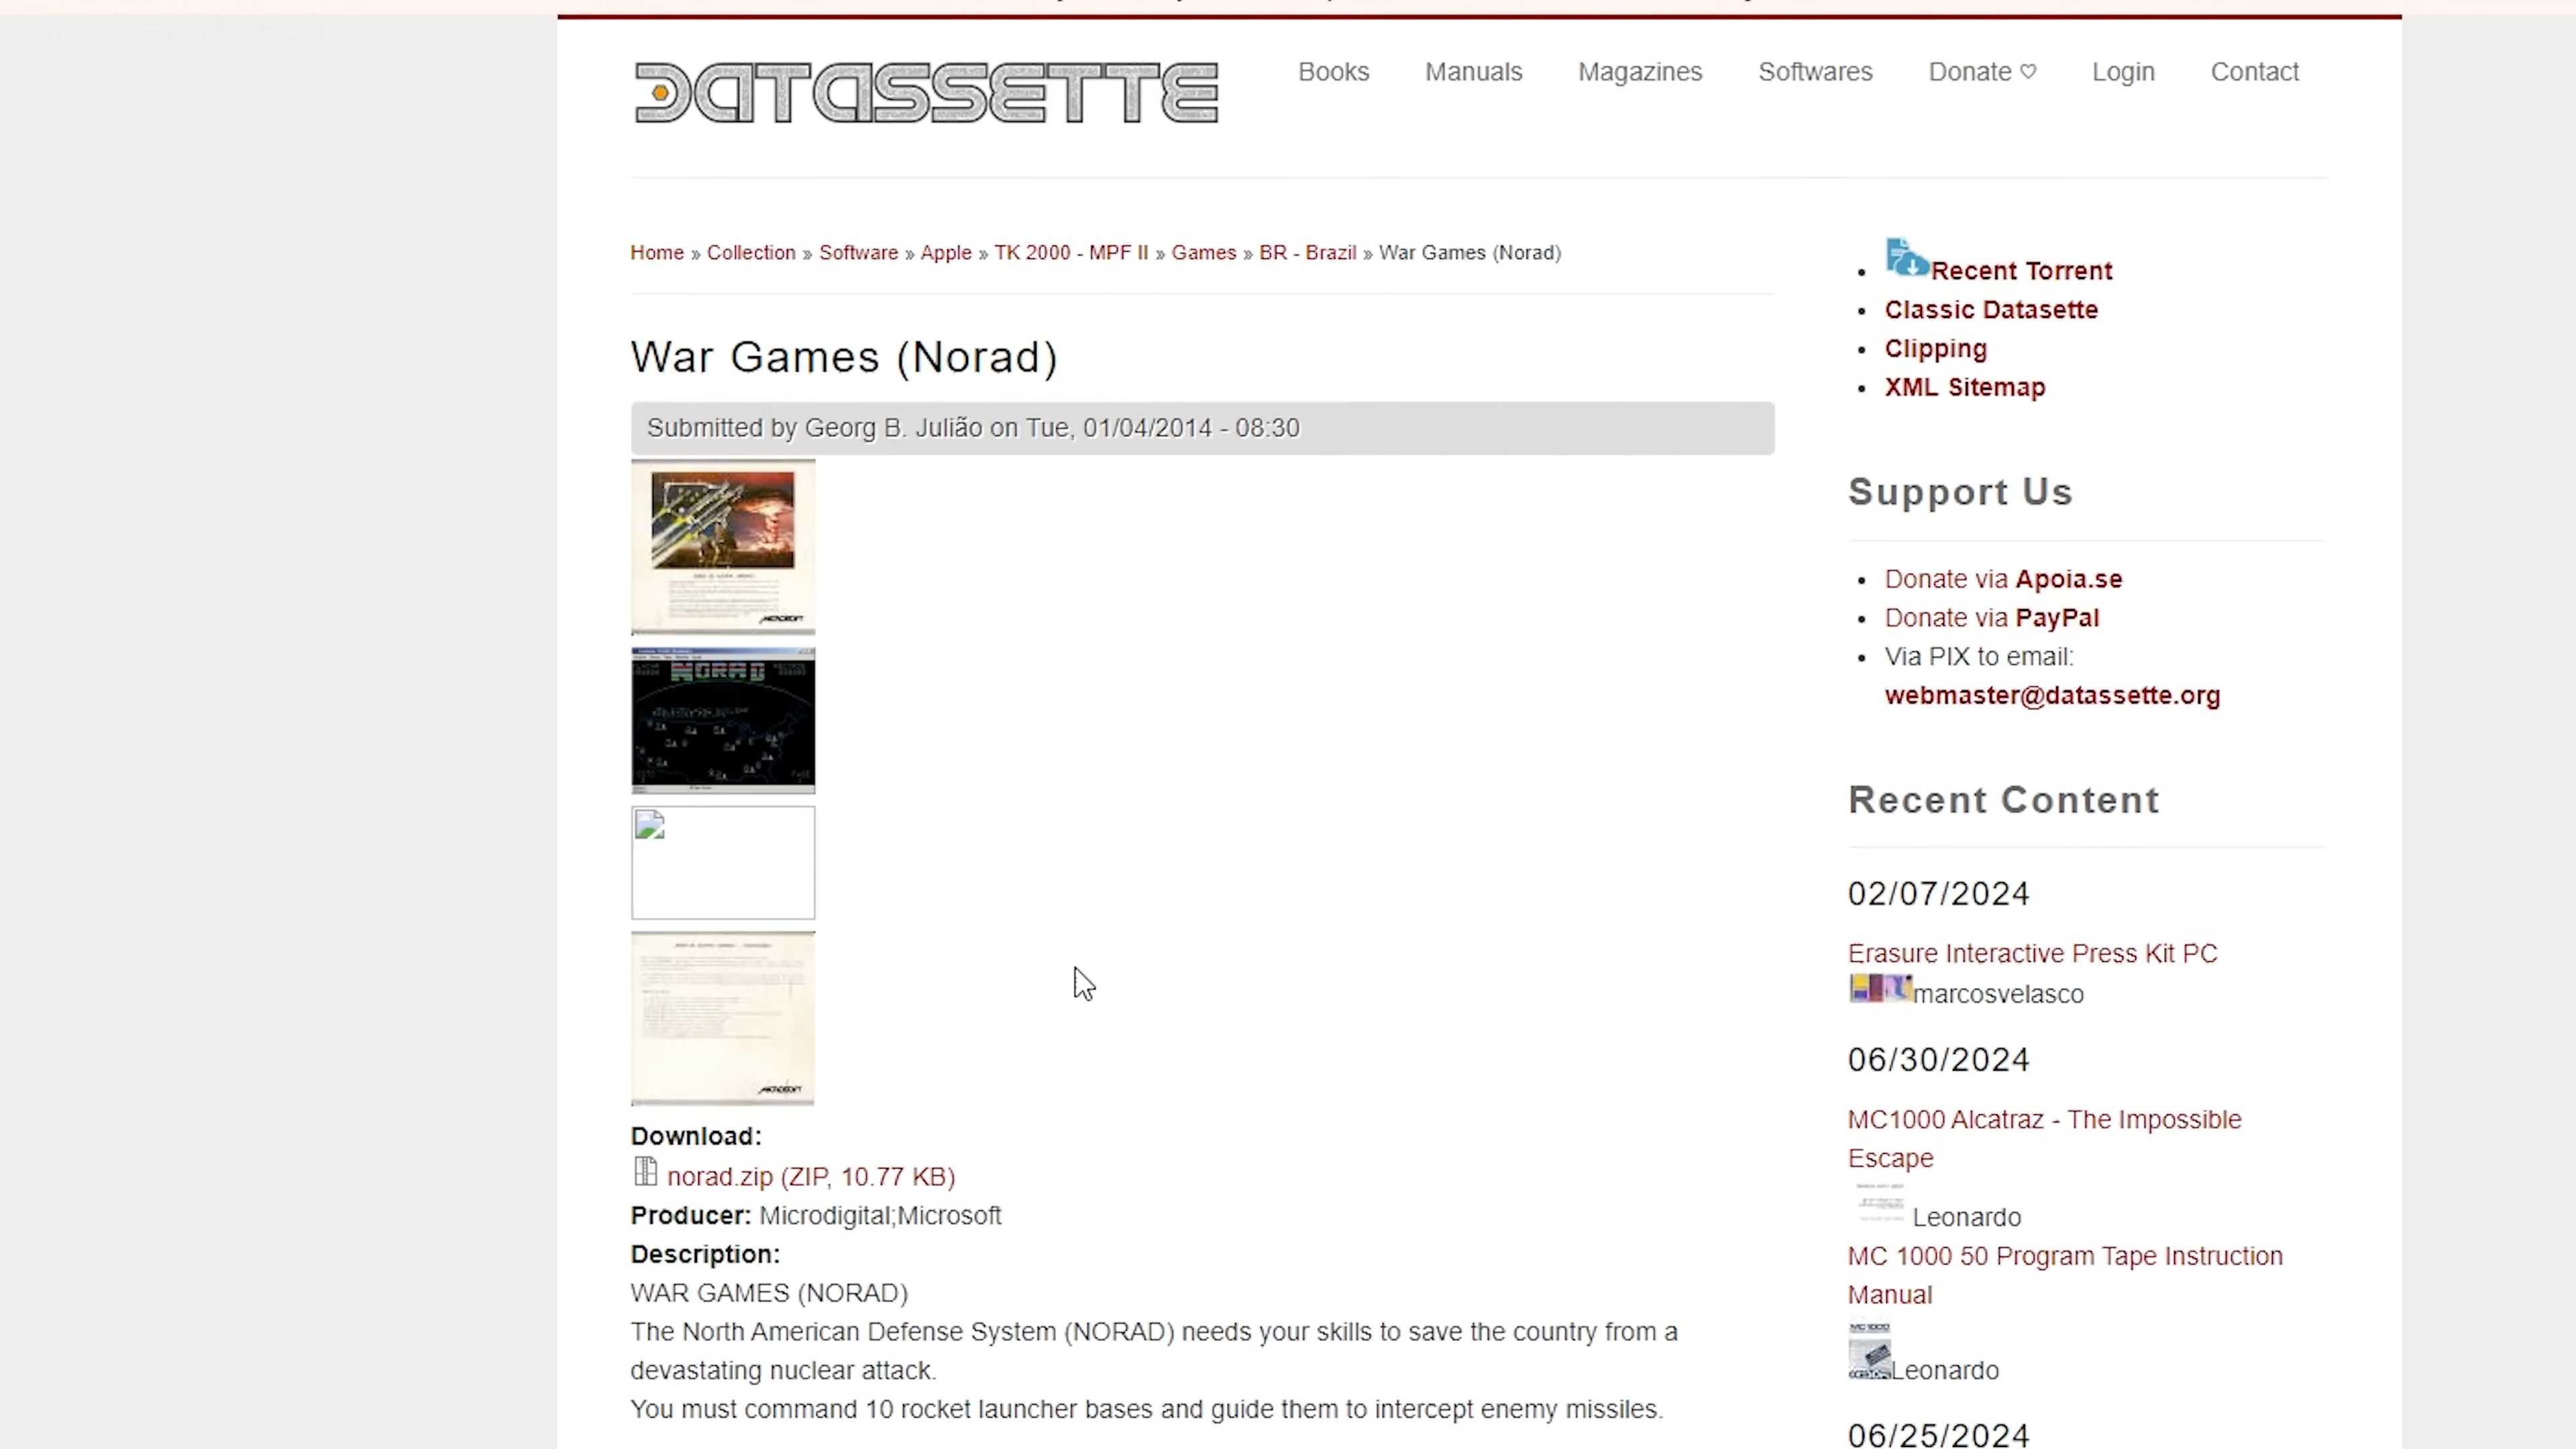 DATASSETTE
Books Manuals Magazines Softwares Donate ♡ Login Contact
Home » Collection » Software » Apple » TK 2000 - MPF II » Games » BR - Brazil » War Games (Norad)
War Games (Norad)
Submitted by Georg B. Julião on Tue, 01/04/2014 - 08:30
MICROSOFT
NORAD
MICROSOFT
Download:
norad.zip (ZIP, 10.77 KB)
Producer: Microdigital;Microsoft
Description:
WAR GAMES (NORAD)
The North American Defense System (NORAD) needs your skills to save the country from a
devastating nuclear attack.
You must command 10 rocket launcher bases and guide them to intercept enemy missiles.
Recent Torrent
Classic Datasette
Clipping
XML Sitemap
Support Us
Donate via Apoia.se
Donate via PayPal
Via PIX to email:
webmaster@datassette.org
Recent Content
02/07/2024
Erasure Interactive Press Kit PC
marcosvelasco
06/30/2024
MC1000 Alcatraz - The Impossible
Escape
Leonardo
MC 1000 50 Program Tape Instruction
Manual
MC1000
Leonardo
06/25/2024